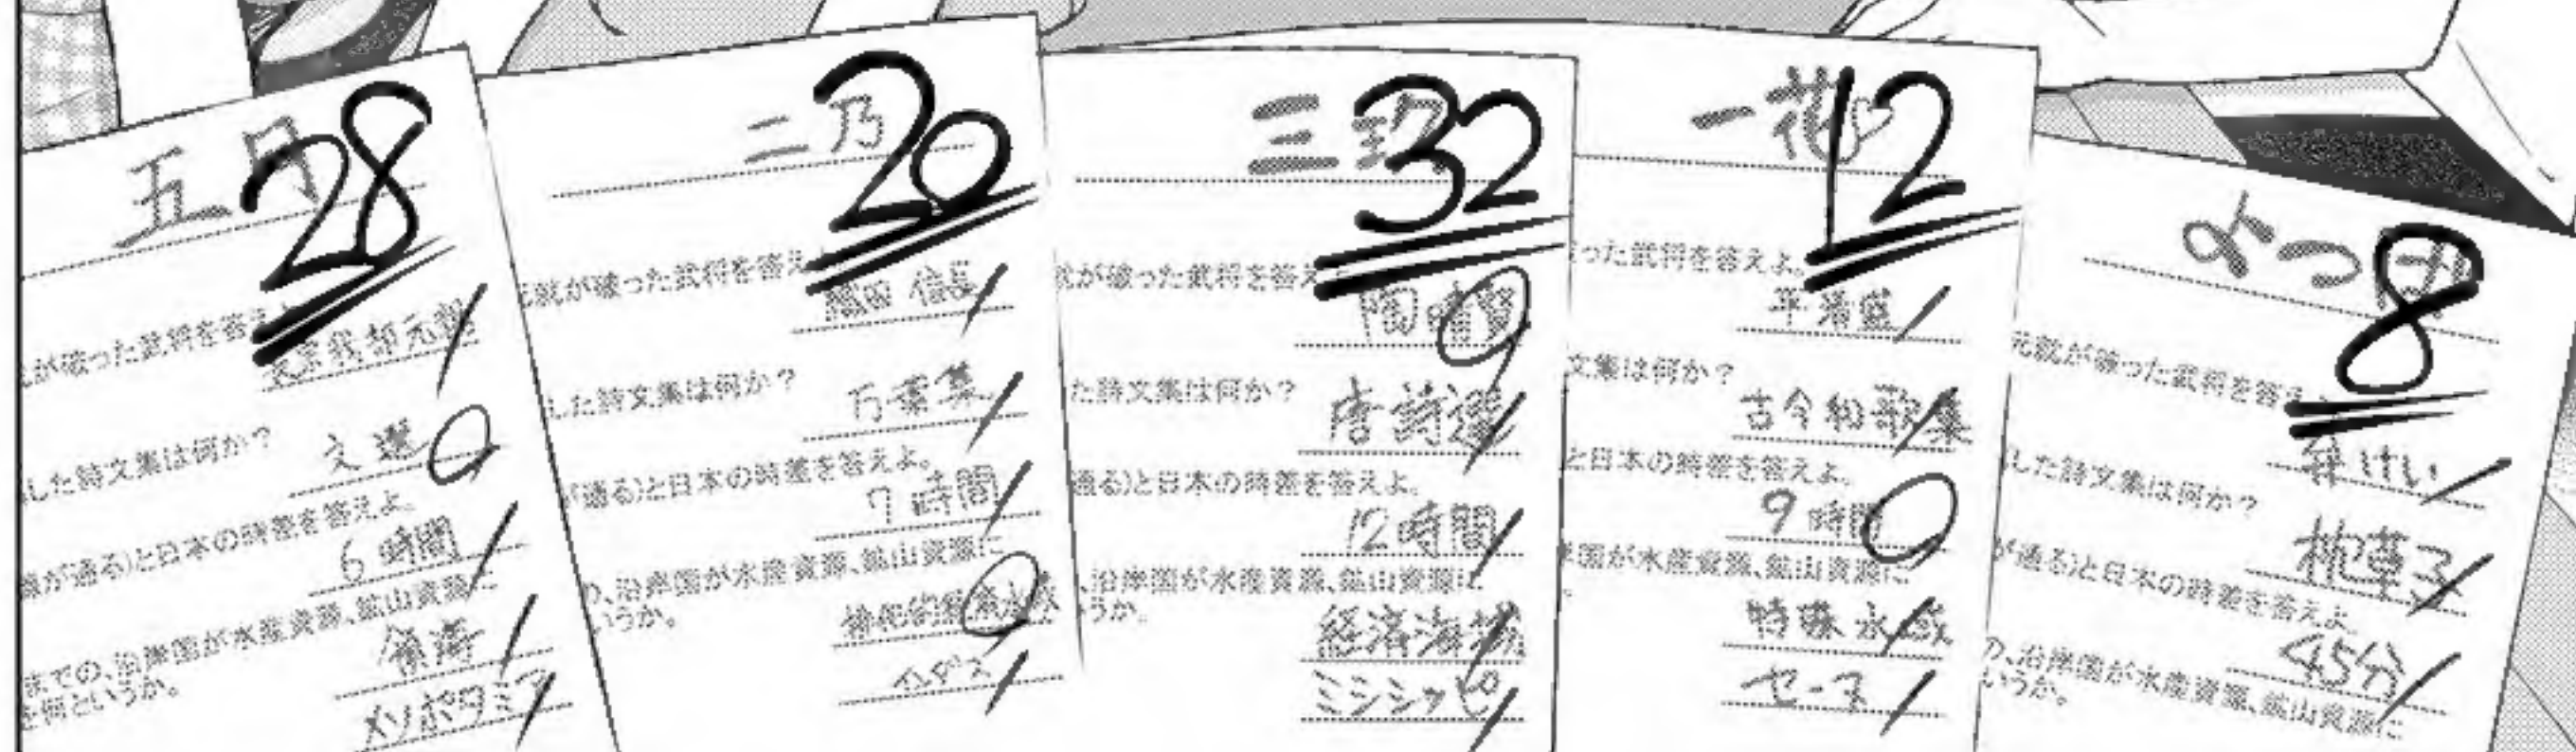 五月
28
が破った武将を答え
長宗我部元親
した詩文集は何か?
文選
が通る)と日本の時差を答えよ。
6時間
までの、沿岸国が水産資源、鉱山資源に
を何というか。
領海
メソポタミア
二乃
20
元就が破った武将を答え
織田信長
した詩文集は何か?
万葉集
が通る)と日本の時差を答えよ。
7時間
の、沿岸国が水産資源、鉱山資源に
いうか。
排他的経済水域
インダス
三玖
32
就が破った武将を答え
陶晴賢
た詩文集は何か?
唐詩選
通る)と日本の時差を答えよ。
12時間
、沿岸国が水産資源、鉱山資源に
うか。
経済海域
ミシシッピ
一花
12
った武将を答えよ。
平清盛
文集は何か?
古今和歌集
と日本の時差を答えよ。
9時間
国が水産資源、鉱山資源に
特殊水域
セーヌ
よつば
8
元就が破った武将を答え
弁けい
した詩文集は何か?
枕草子
が通る)と日本の時差を答えよ
45分
の、沿岸国が水産資源、鉱山資源に
いうか。